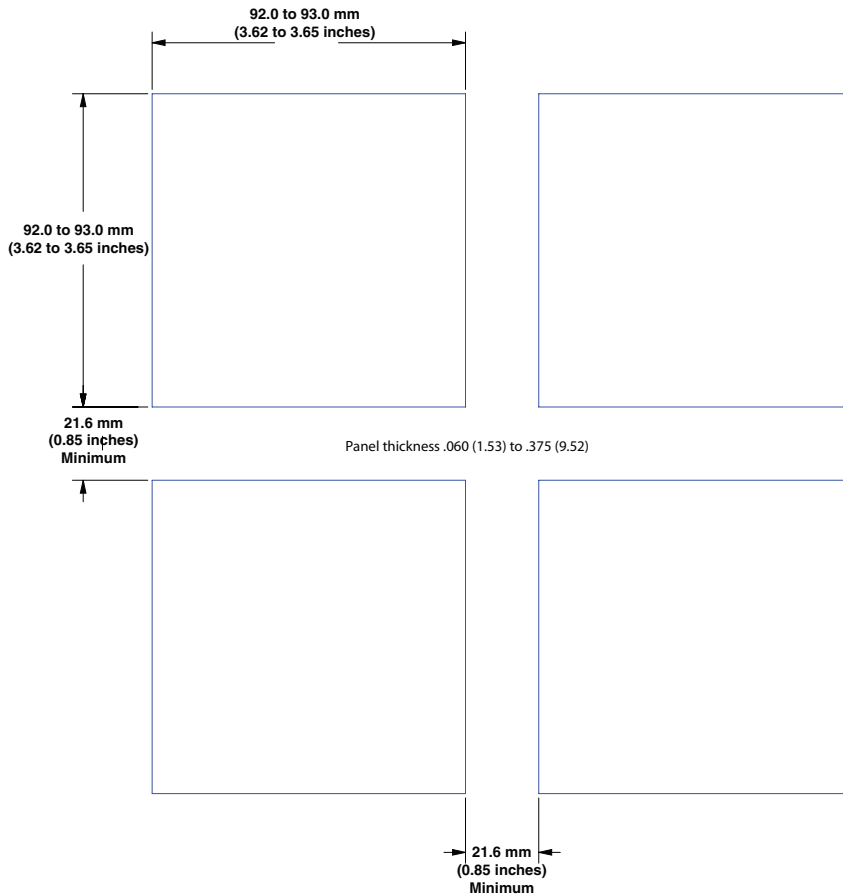 92.0 to 93.0 mm
(3.62 to 3.65 inches)
92.0 to 93.0 mm
(3.62 to 3.65 inches)
21.6 mm
(0.85 inches)
Minimum
Panel thickness .060 (1.53) to .375 (9.52)
21.6 mm
(0.85 inches)
Minimum